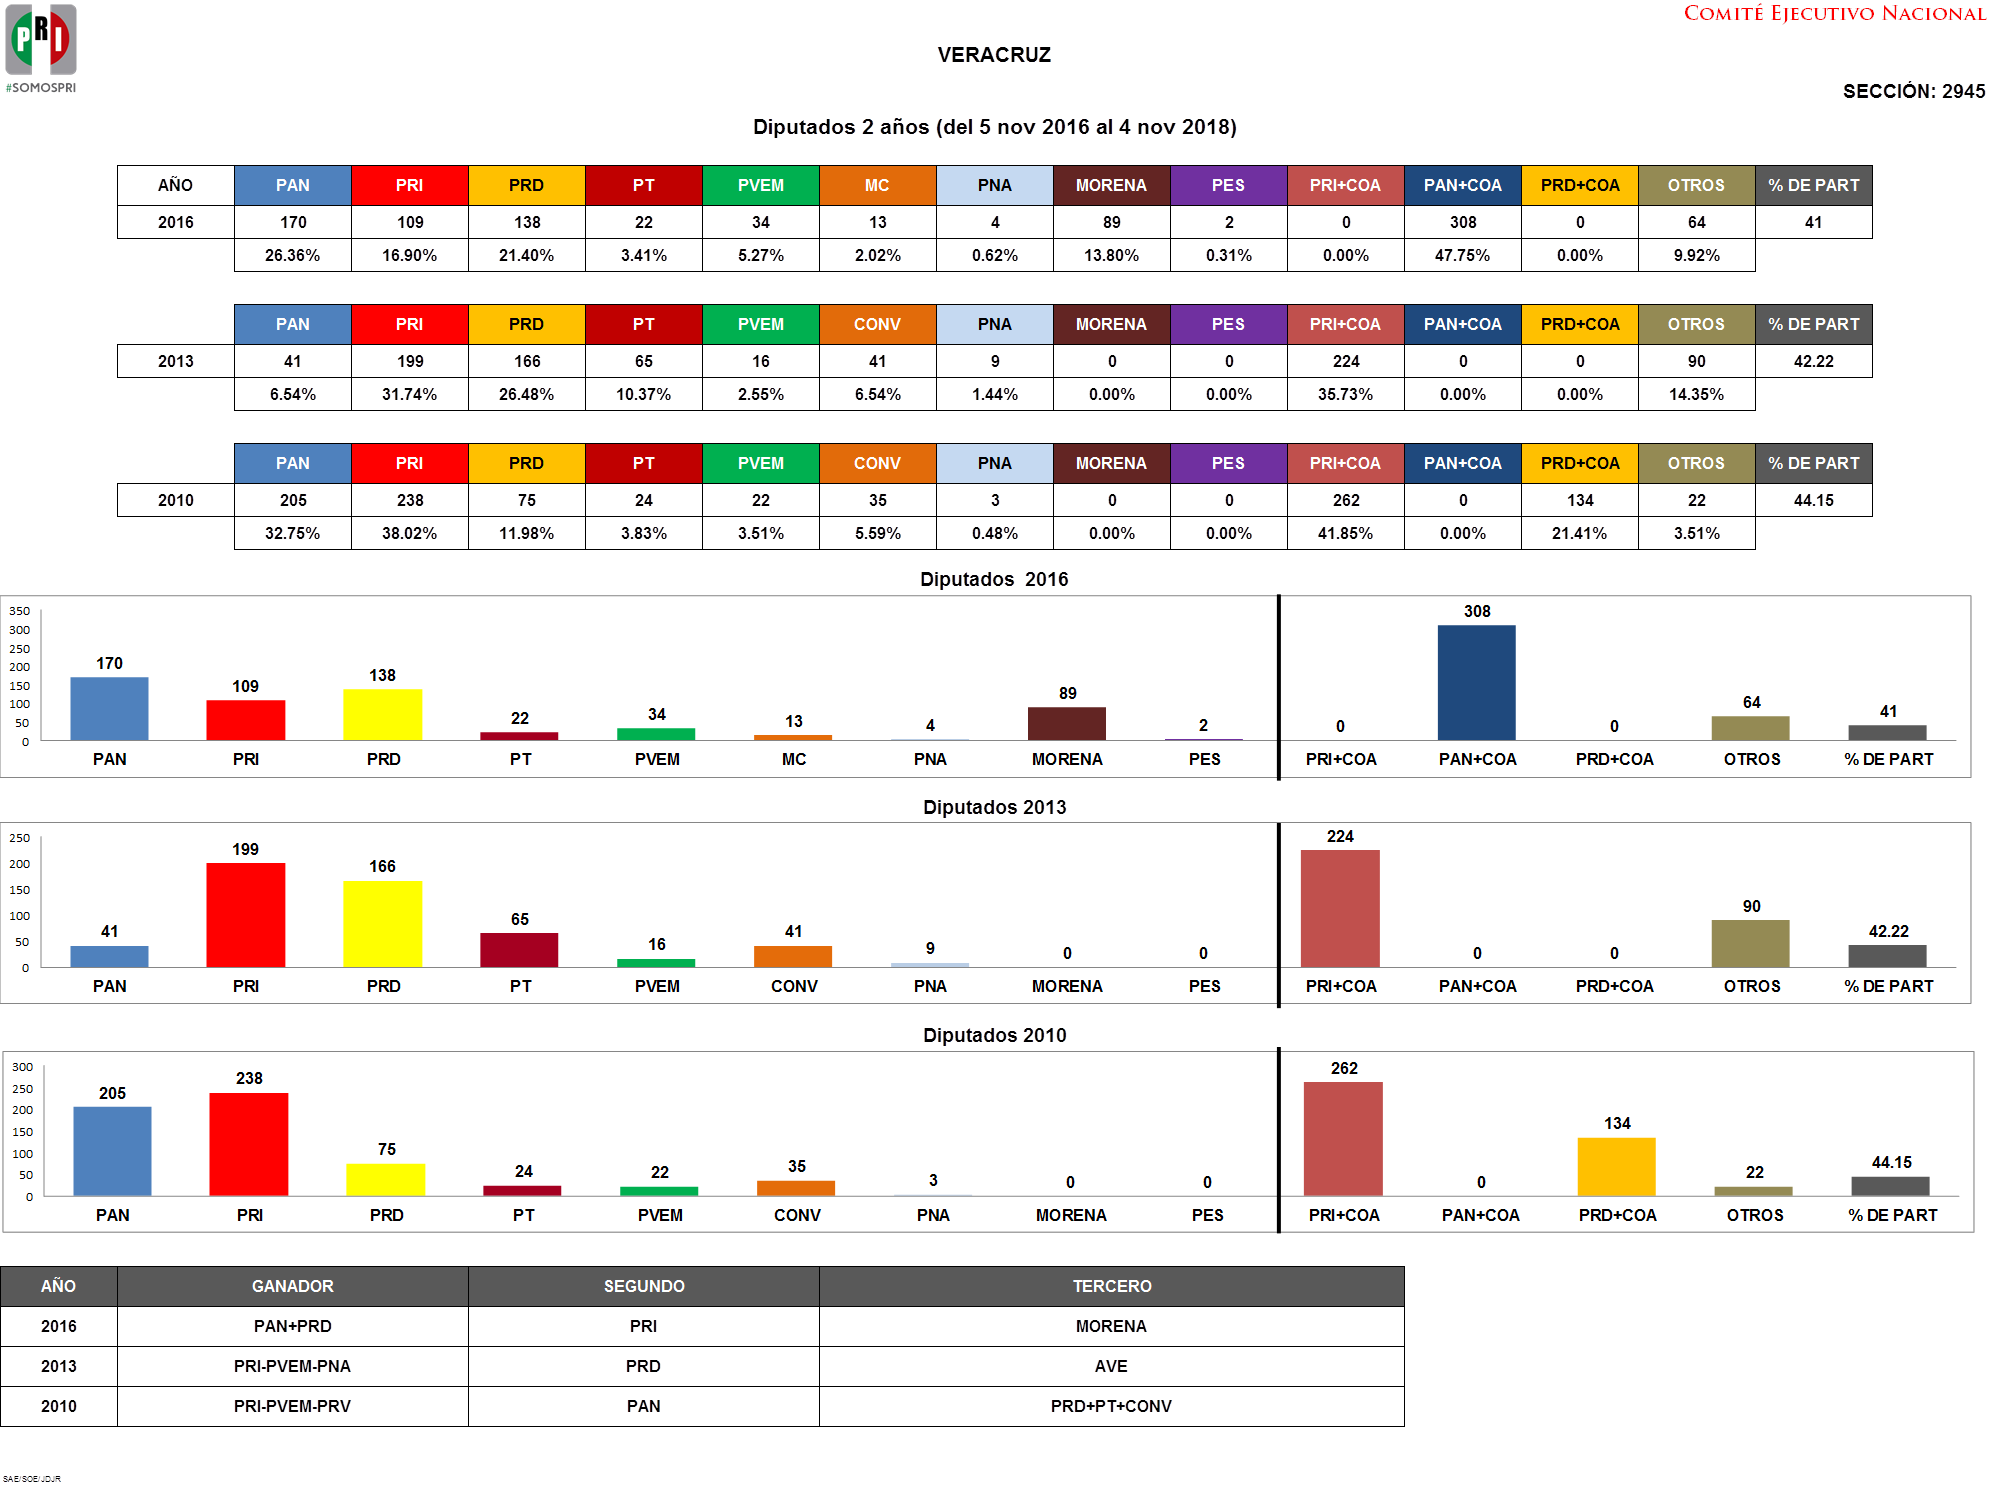 PRI
#SOMOSPRI
COMITÉ EJECUTIVO NACIONAL
VERACRUZ
SECCIÓN: 2945
Diputados 2 años (del 5 nov 2016 al 4 nov 2018)
AÑO PAN PRI PRD PT PVEM MC PNA MORENA PES PRI+COA PAN+COA PRD+COA OTROS % DE PART
2016 170 109 138 22 34 13 4 89 2 0 308 0 64 41
26.36% 16.90% 21.40% 3.41% 5.27% 2.02% 0.62% 13.80% 0.31% 0.00% 47.75% 0.00% 9.92%
PAN PRI PRD PT PVEM CONV PNA MORENA PES PRI+COA PAN+COA PRD+COA OTROS % DE PART
2013 41 199 166 65 16 41 9 0 0 224 0 0 90 42.22
6.54% 31.74% 26.48% 10.37% 2.55% 6.54% 1.44% 0.00% 0.00% 35.73% 0.00% 0.00% 14.35%
PAN PRI PRD PT PVEM CONV PNA MORENA PES PRI+COA PAN+COA PRD+COA OTROS % DE PART
2010 205 238 75 24 22 35 3 0 0 262 0 134 22 44.15
32.75% 38.02% 11.98% 3.83% 3.51% 5.59% 0.48% 0.00% 0.00% 41.85% 0.00% 21.41% 3.51%
Diputados 2016
350
300
250
200
150
100
50
0
170 109 138 22 34 13 4 89 2 0 308 0 64 41
PAN PRI PRD PT PVEM MC PNA MORENA PES PRI+COA PAN+COA PRD+COA OTROS % DE PART
Diputados 2013
250
200
150
100
50
0
41 199 166 65 16 41 9 0 0 224 0 0 90 42.22
PAN PRI PRD PT PVEM CONV PNA MORENA PES PRI+COA PAN+COA PRD+COA OTROS % DE PART
Diputados 2010
300
250
200
150
100
50
0
205 238 75 24 22 35 3 0 0 262 0 134 22 44.15
PAN PRI PRD PT PVEM CONV PNA MORENA PES PRI+COA PAN+COA PRD+COA OTROS % DE PART
AÑO GANADOR SEGUNDO TERCERO
2016 PAN+PRD PRI MORENA
2013 PRI-PVEM-PNA PRD AVE
2010 PRI-PVEM-PRV PAN PRD+PT+CONV
SAE/SOE/JDJR